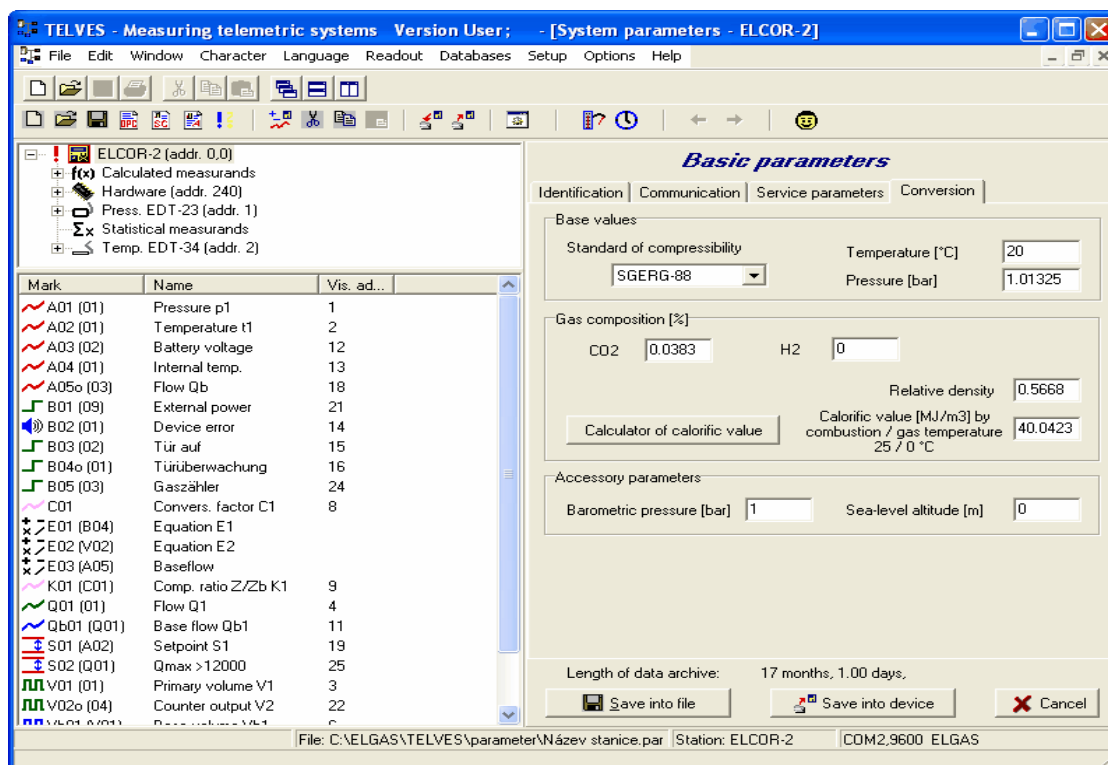 TELVES - Measuring telemetric systems Version User; - [System parameters - ELCOR-2]
File Edit Window Character Language Readout Databases Setup Options Help
ELCOR-2 (addr. 0,0)
f(x) Calculated measurands
Hardware (addr. 240)
Press. EDT-23 (addr. 1)
Σx Statistical measurands
Temp. EDT-34 (addr. 2)
Mark Name Vis. ad...
A01 (01) Pressure p1 1
A02 (01) Temperature t1 2
A03 (02) Battery voltage 12
A04 (01) Internal temp. 13
A05o (03) Flow Qb 18
B01 (09) External power 21
B02 (01) Device error 14
B03 (02) Tür auf 15
B04o (01) Türüberwachung 16
B05 (03) Gaszähler 24
C01 Convers. factor C1 8
E01 (B04) Equation E1
E02 (V02) Equation E2
E03 (A05) Baseflow
K01 (C01) Comp. ratio Z/Zb K1 9
Q01 (01) Flow Q1 4
Qb01 (Q01) Base flow Qb1 11
S01 (A02) Setpoint S1 19
S02 (Q01) Qmax >12000 25
V01 (01) Primary volume V1 3
V02o (04) Counter output V2 22
Basic parameters
Identification Communication Service parameters Conversion
Base values
Standard of compressibility
SGERG-88
Temperature [°C] 20
Pressure [bar] 1.01325
Gas composition [%]
CO2 0.0383 H2 0
Relative density 0.5668
Calculator of calorific value
Calorific value [MJ/m3] by
combustion / gas temperature
25 / 0 °C
40.0423
Accessory parameters
Barometric pressure [bar] 1 Sea-level altitude [m] 0
Length of data archive: 17 months, 1.00 days,
Save into file Save into device Cancel
File: C:\ELGAS\TELVES\parameter\Název stanice.par Station: ELCOR-2 COM2,9600 ELGAS